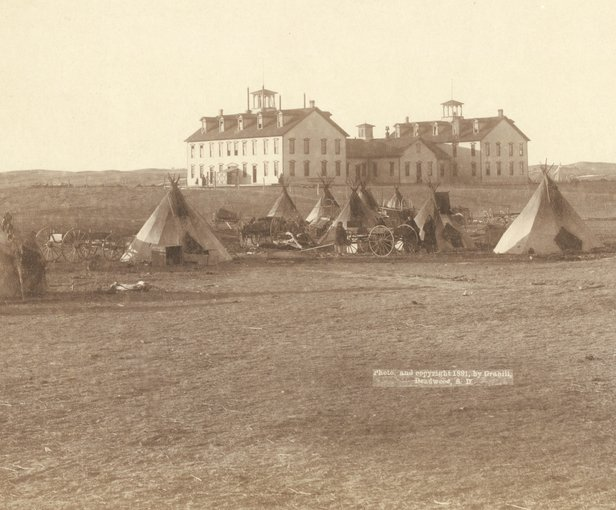 Photo, and copyright 1891, by Grabill,
Deadwood, S. D.